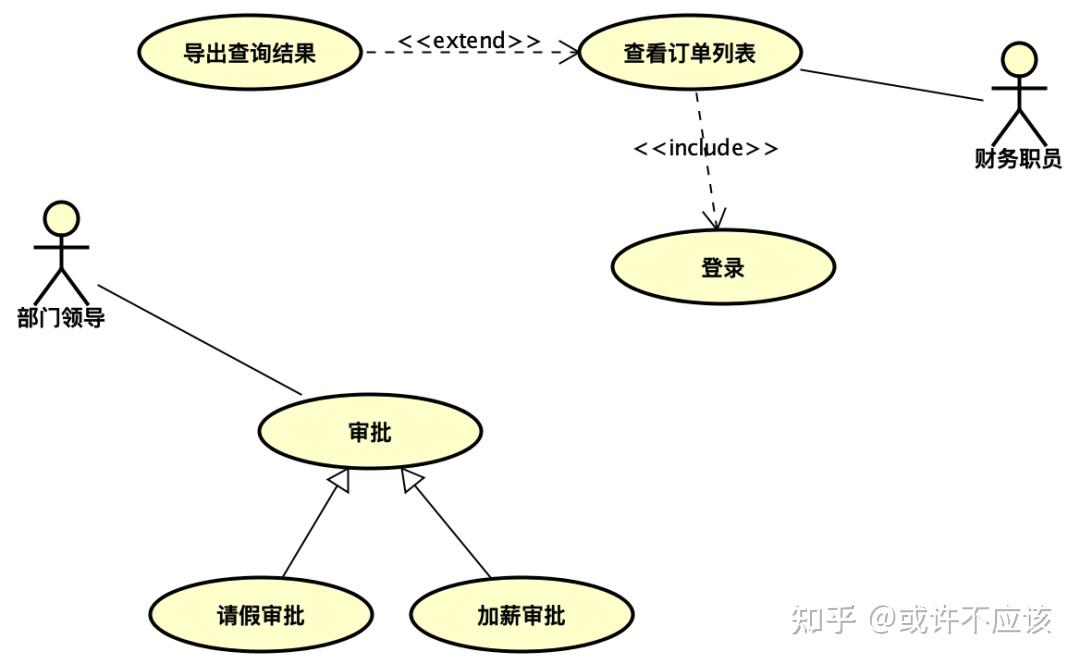 导出查询结果
<<extend>>
查看订单列表
财务职员
<<include>>
登录
部门领导
审批
请假审批
加薪审批
知乎 @或许不应该